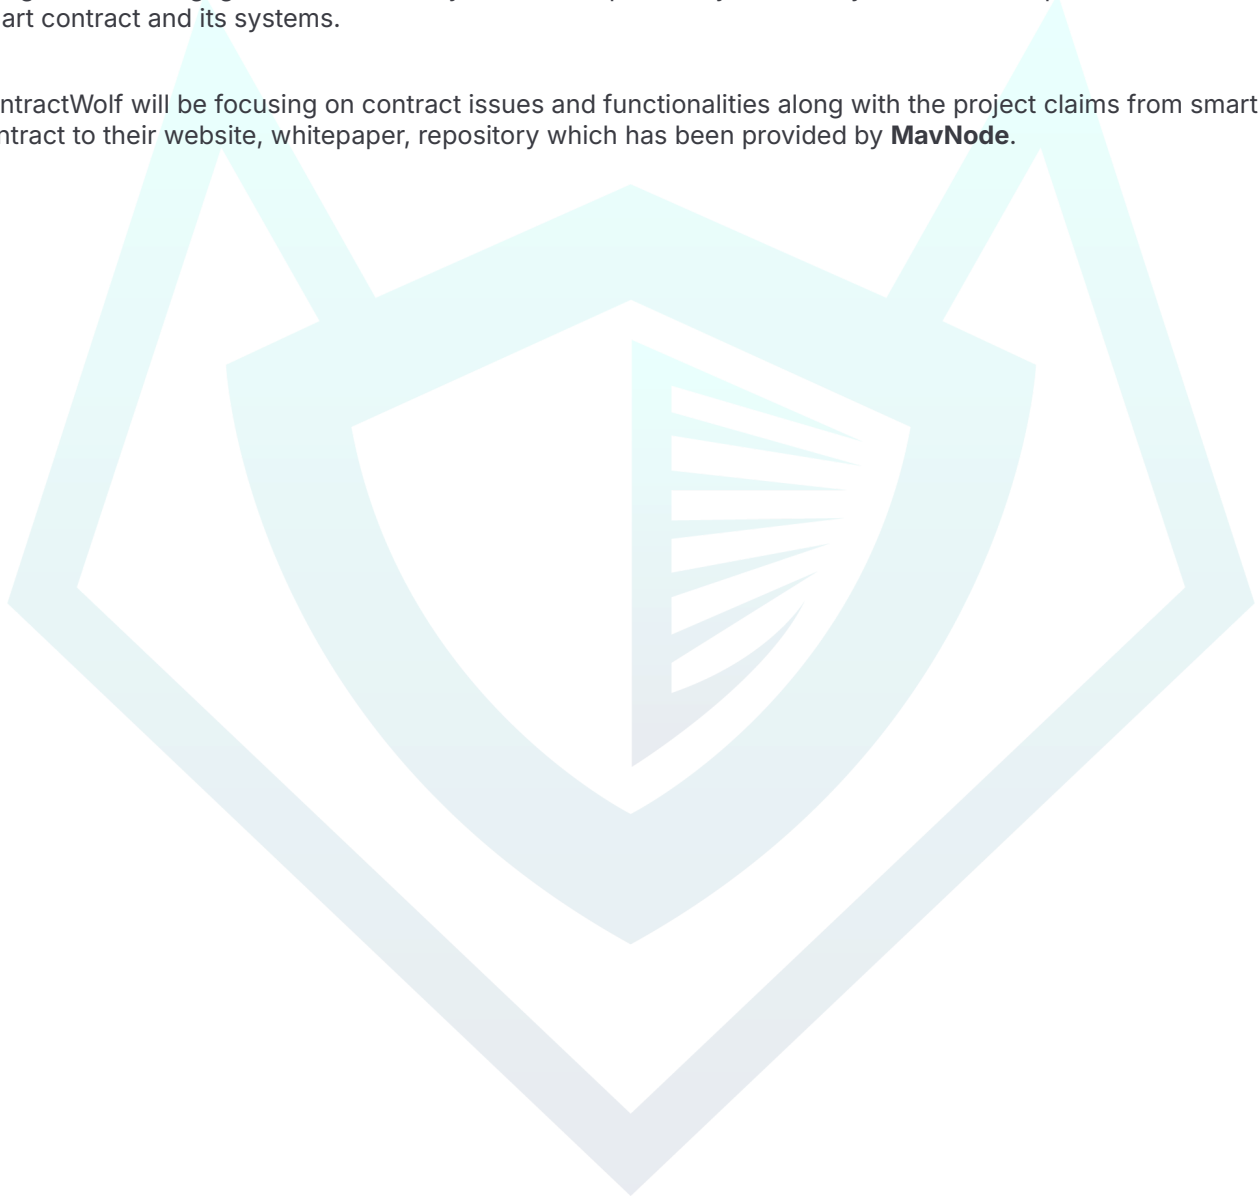 art contract and its systems.
ntractWolf will be focusing on contract issues and functionalities along with the project claims from smart
ntract to their website, whitepaper, repository which has been provided by MavNode.